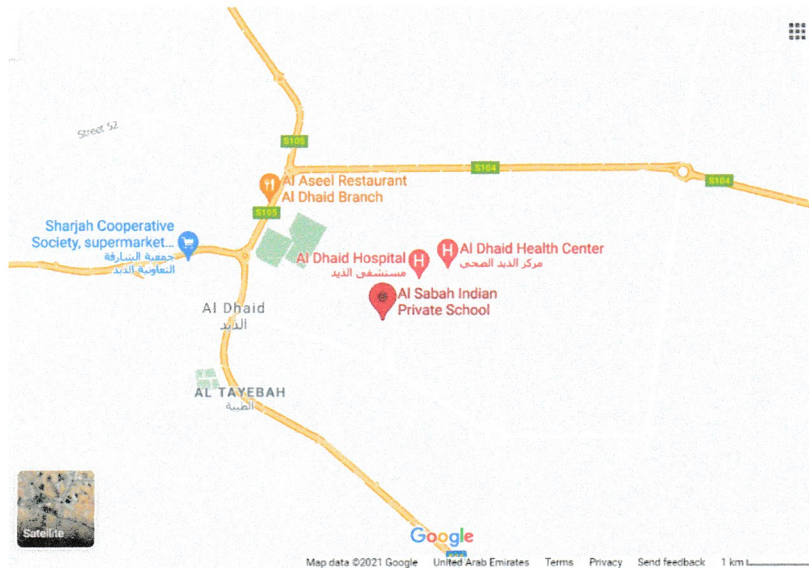 Street 52
S105
S104
S104
Al Aseel Restaurant
Al Dhaid Branch
S105
Sharjah Cooperative
Society, supermarket...
جمعية الشارقة
التعاونية الذيد
Al Dhaid Hospital
مستشفى الذيد
H
Al Dhaid Health Center
مركز الذيد الصحي
H
Al Sabah Indian
Private School
Al Dhaid
الذيد
AL TAYEBAH
الطيبة
Satellite
Google
Map data ©2021 Google United Arab Emirates Terms Privacy Send feedback 1 km